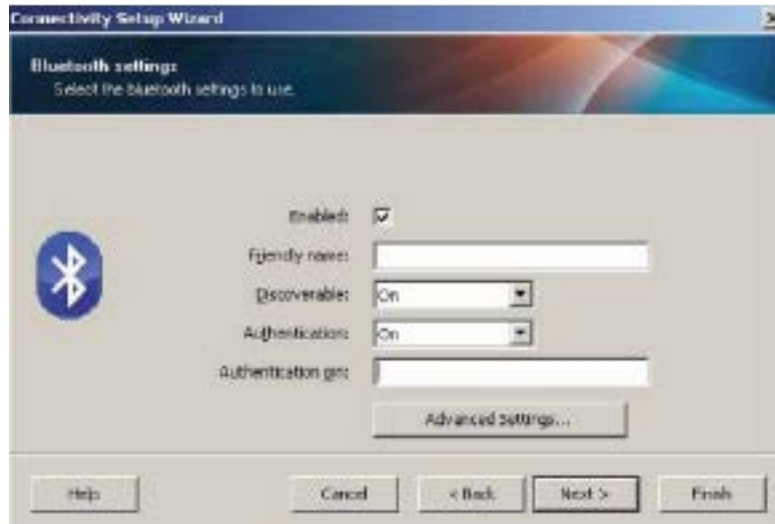 Connectivity Setup Wizard
Bluetooth settings
Select the bluetooth settings to use.
Enabled:
Friendly name:
Discoverable: On
Authentication: On
Authentication pin:
Advanced Settings...
Help Cancel < Back Next > Finish